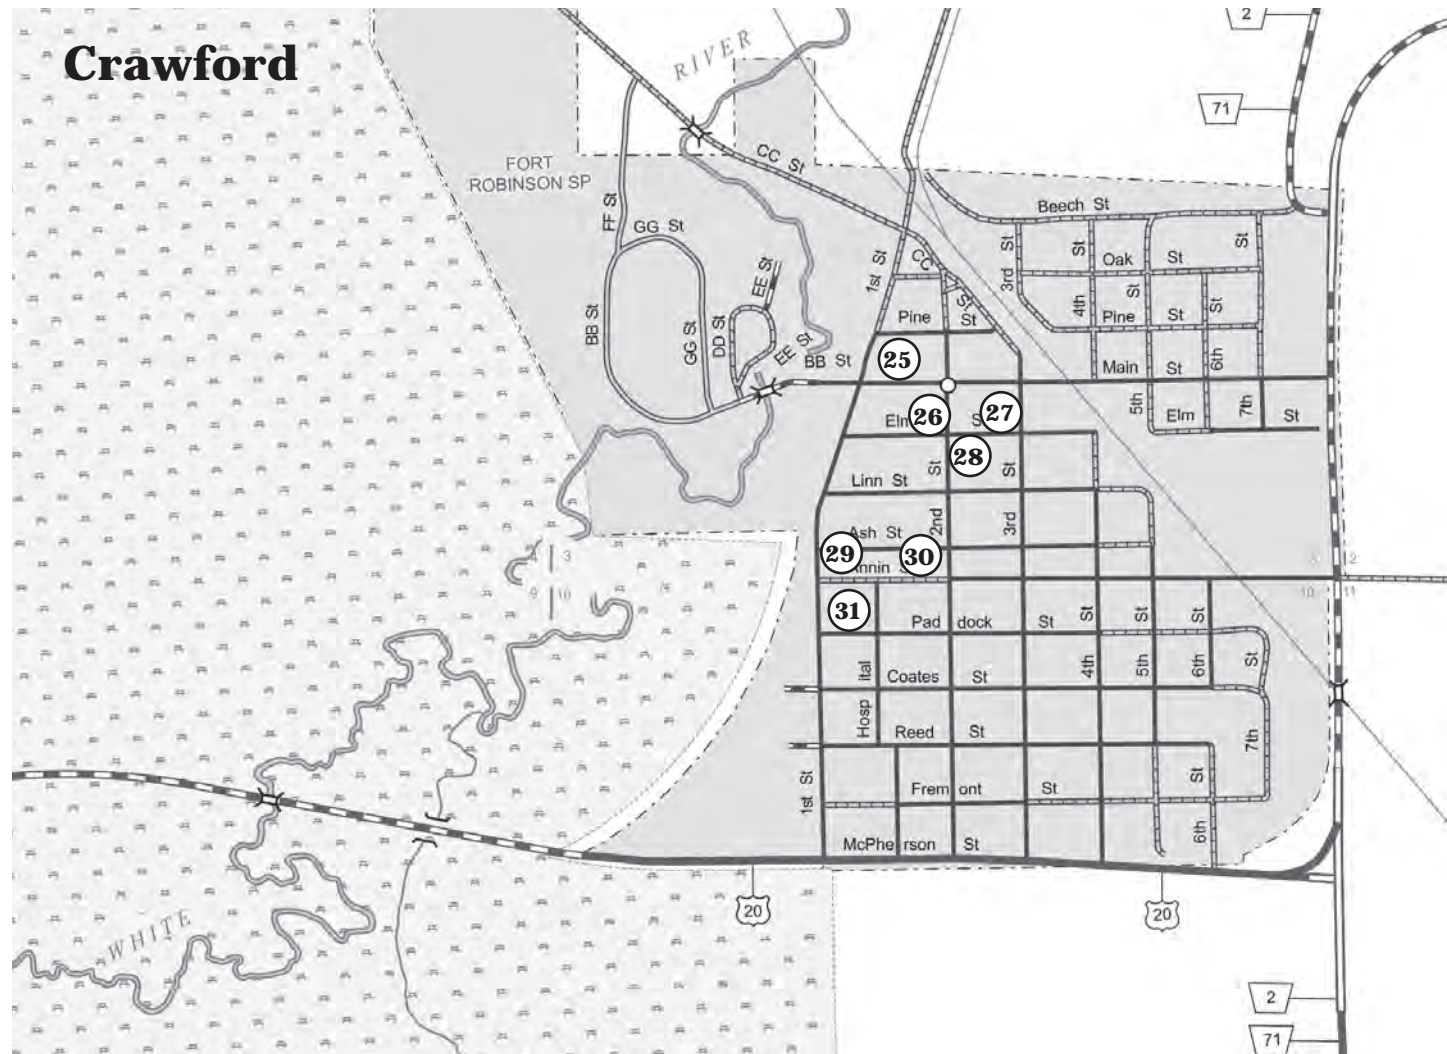 Crawford
RIVER
2
71
FORT
ROBINSON SP
CC St
Beech St
FF St
GG St
EE St
1st St
CC St
3rd St
St
Oak St
St
4th
Pine St
St
St
BB St
GG St
DD St
EE St
BB St
Pine St
25
Main St
6th
5th
Elm St
7th
26
27
Elm St
28
St
St
Linn St
2nd
3rd
Ash St
29
30
Annin S
4 3
9 10
3 2
10 11
31
Pad dock St
St
St
St
4th
5th
6th
St
Hosp ital
Coates St
Reed St
7th
1st St
Frem ont St
St
6th
McPhe rson St
20
20
WHITE
2
71